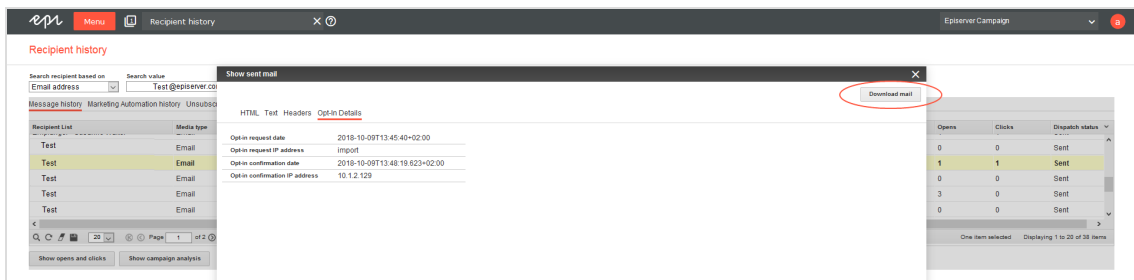 epi Menu 1 Recipient history Episerver Campaign a
Recipient history
Search recipient based on Search value
Email address Test@episerver.co
Message history Marketing Automation history Unsubsc
Show sent mail
Download mail
HTML Text Headers Opt-In Details
Opt-in request date 2018-10-09T13:45:40+02:00
Opt-in request IP address import
Opt-in confirmation date 2018-10-09T13:48:19.623+02:00
Opt-in confirmation IP address 10.1.2.129
Recipient List Media type Opens Clicks Dispatch status
Test Email 0 0 Sent
Test Email 1 1 Sent
Test Email 0 0 Sent
Test Email 3 0 Sent
Test Email 0 0 Sent
20 Page 1 of 2 One item selected Displaying 1 to 20 of 38 items
Show opens and clicks Show campaign analysis